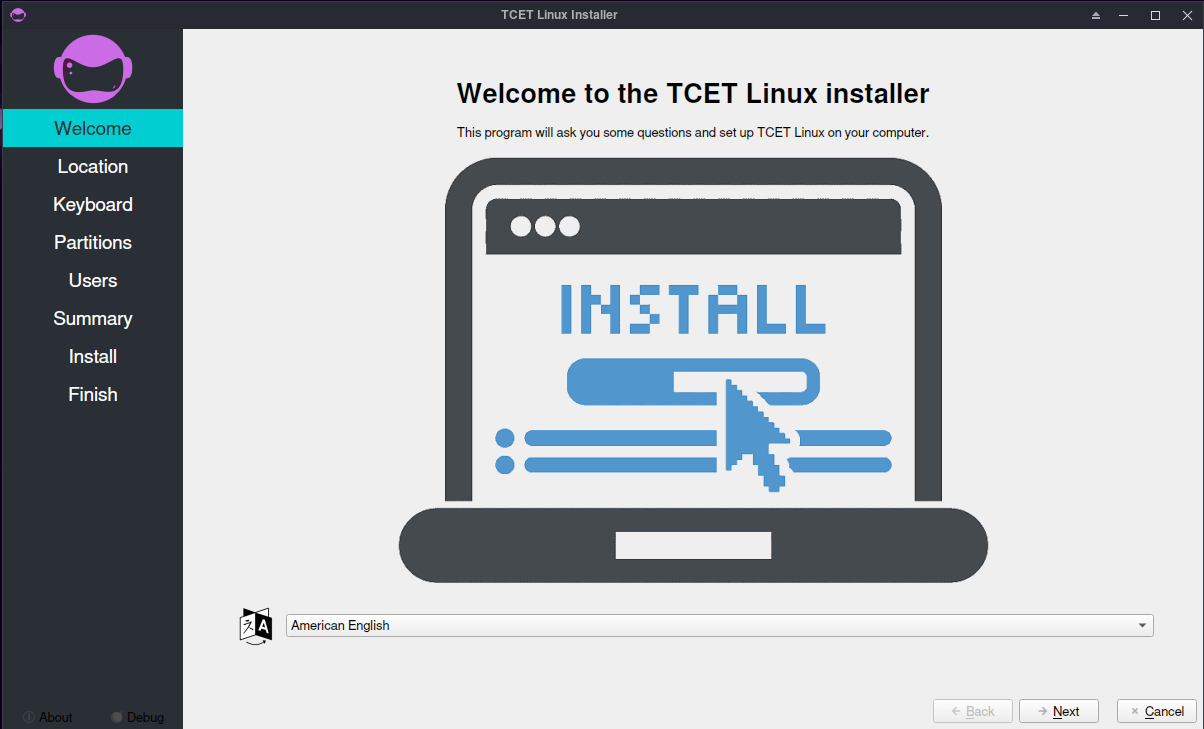 TCET Linux Installer
Welcome
Location
Keyboard
Partitions
Users
Summary
Install
Finish
About
Debug
Welcome to the TCET Linux installer
This program will ask you some questions and set up TCET Linux on your computer.
INSTALL
A
American English
Back
Next
Cancel